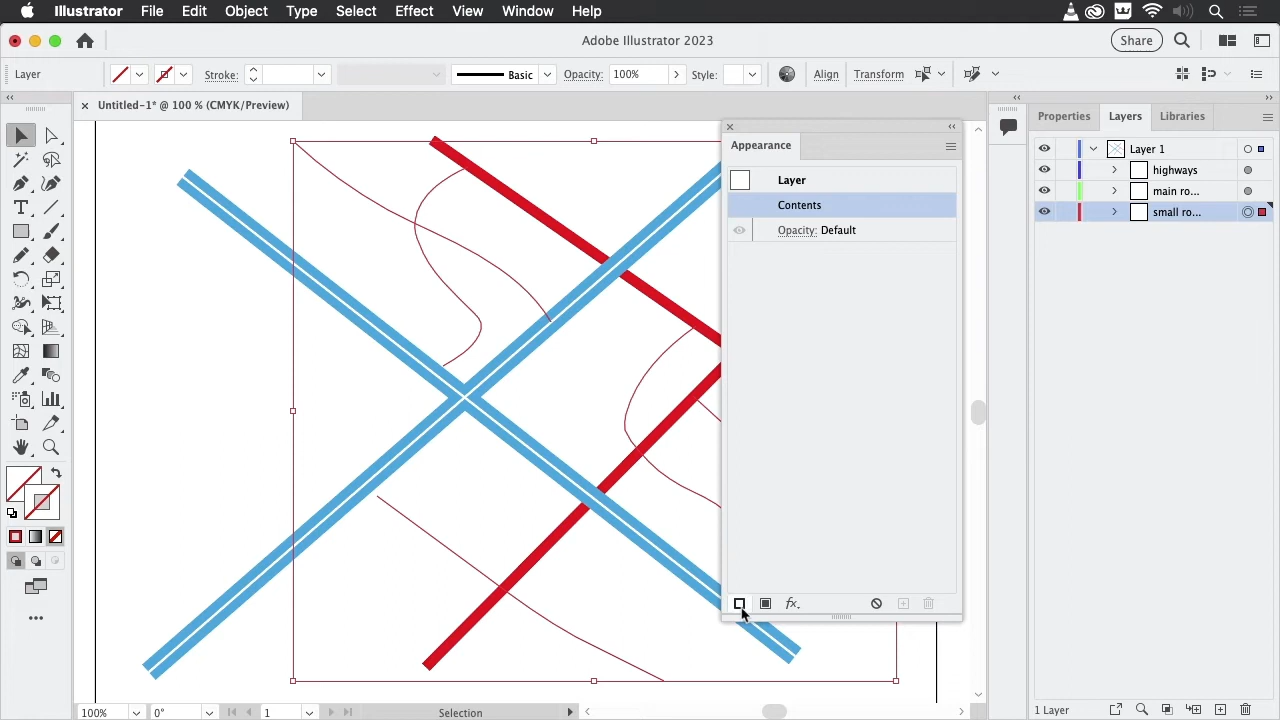 Illustrator File Edit Object Type Select Effect View Window Help
Adobe Illustrator 2023
Share
Layer
Stroke:
Basic
Opacity: 100%
Style:
Align
Transform
Untitled-1* @ 100 % (CMYK/Preview)
Appearance
Layer
Contents
Opacity: Default
fx
Properties Layers Libraries
Layer 1
highways
main ro...
small ro...
1 Layer
100%
0°
1
Selection